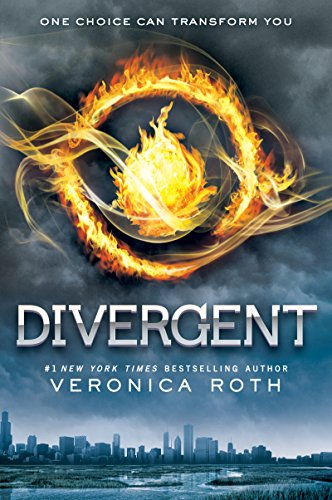 ONE CHOICE CAN TRANSFORM YOU
DIVERGENT
#1 NEW YORK TIMES BESTSELLING AUTHOR
VERONICA ROTH